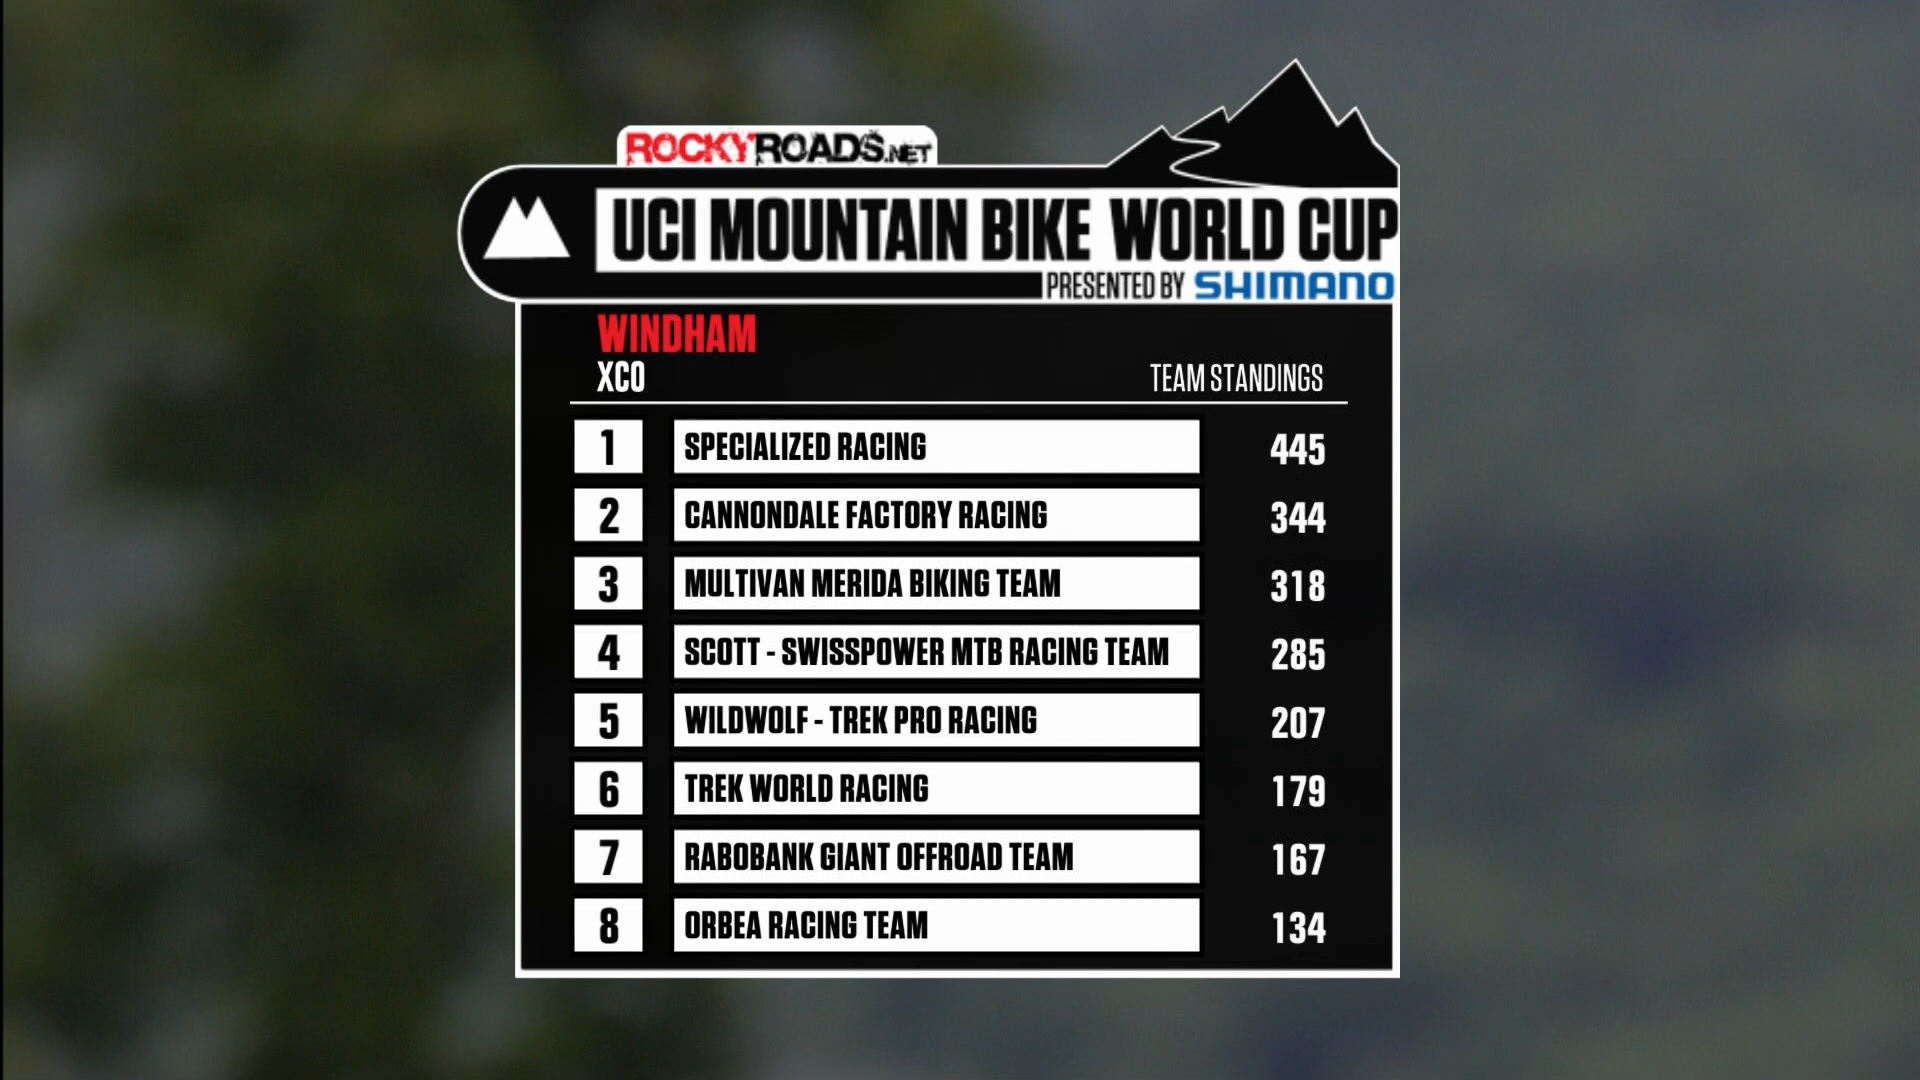 ROCKYROADS.NET
UCI MOUNTAIN BIKE WORLD CUP
PRESENTED BY SHIMANO
WINDHAM
XCO TEAM STANDINGS
1 SPECIALIZED RACING 445
2 CANNONDALE FACTORY RACING 344
3 MULTIVAN MERIDA BIKING TEAM 318
4 SCOTT - SWISSPOWER MTB RACING TEAM 285
5 WILDWOLF - TREK PRO RACING 207
6 TREK WORLD RACING 179
7 RABOBANK GIANT OFFROAD TEAM 167
8 ORBEA RACING TEAM 134